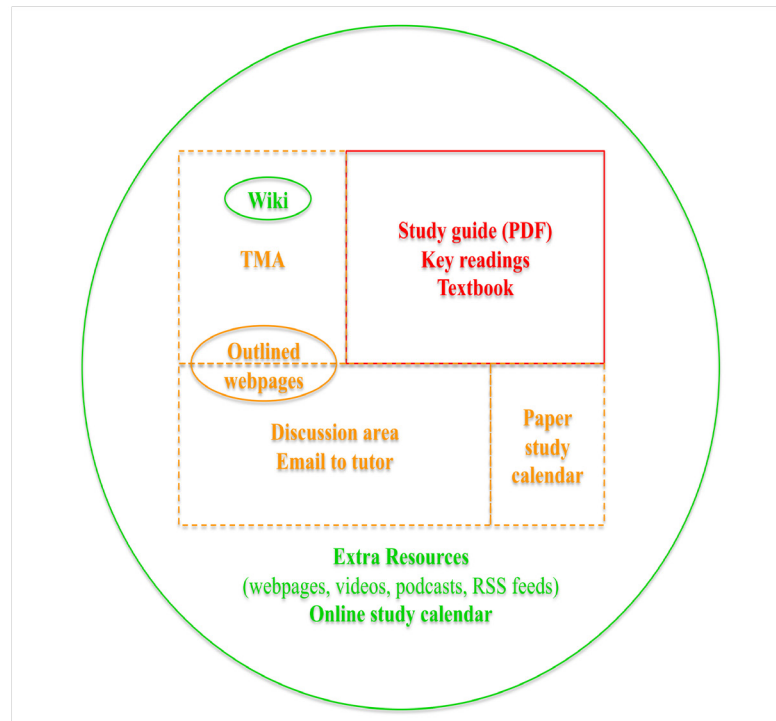 Wiki
TMA
Study guide (PDF)
Key readings
Textbook
Outlined
webpages
Discussion area
Email to tutor
Paper
study
calendar
Extra Resources
(webpages, videos, podcasts, RSS feeds)
Online study calendar